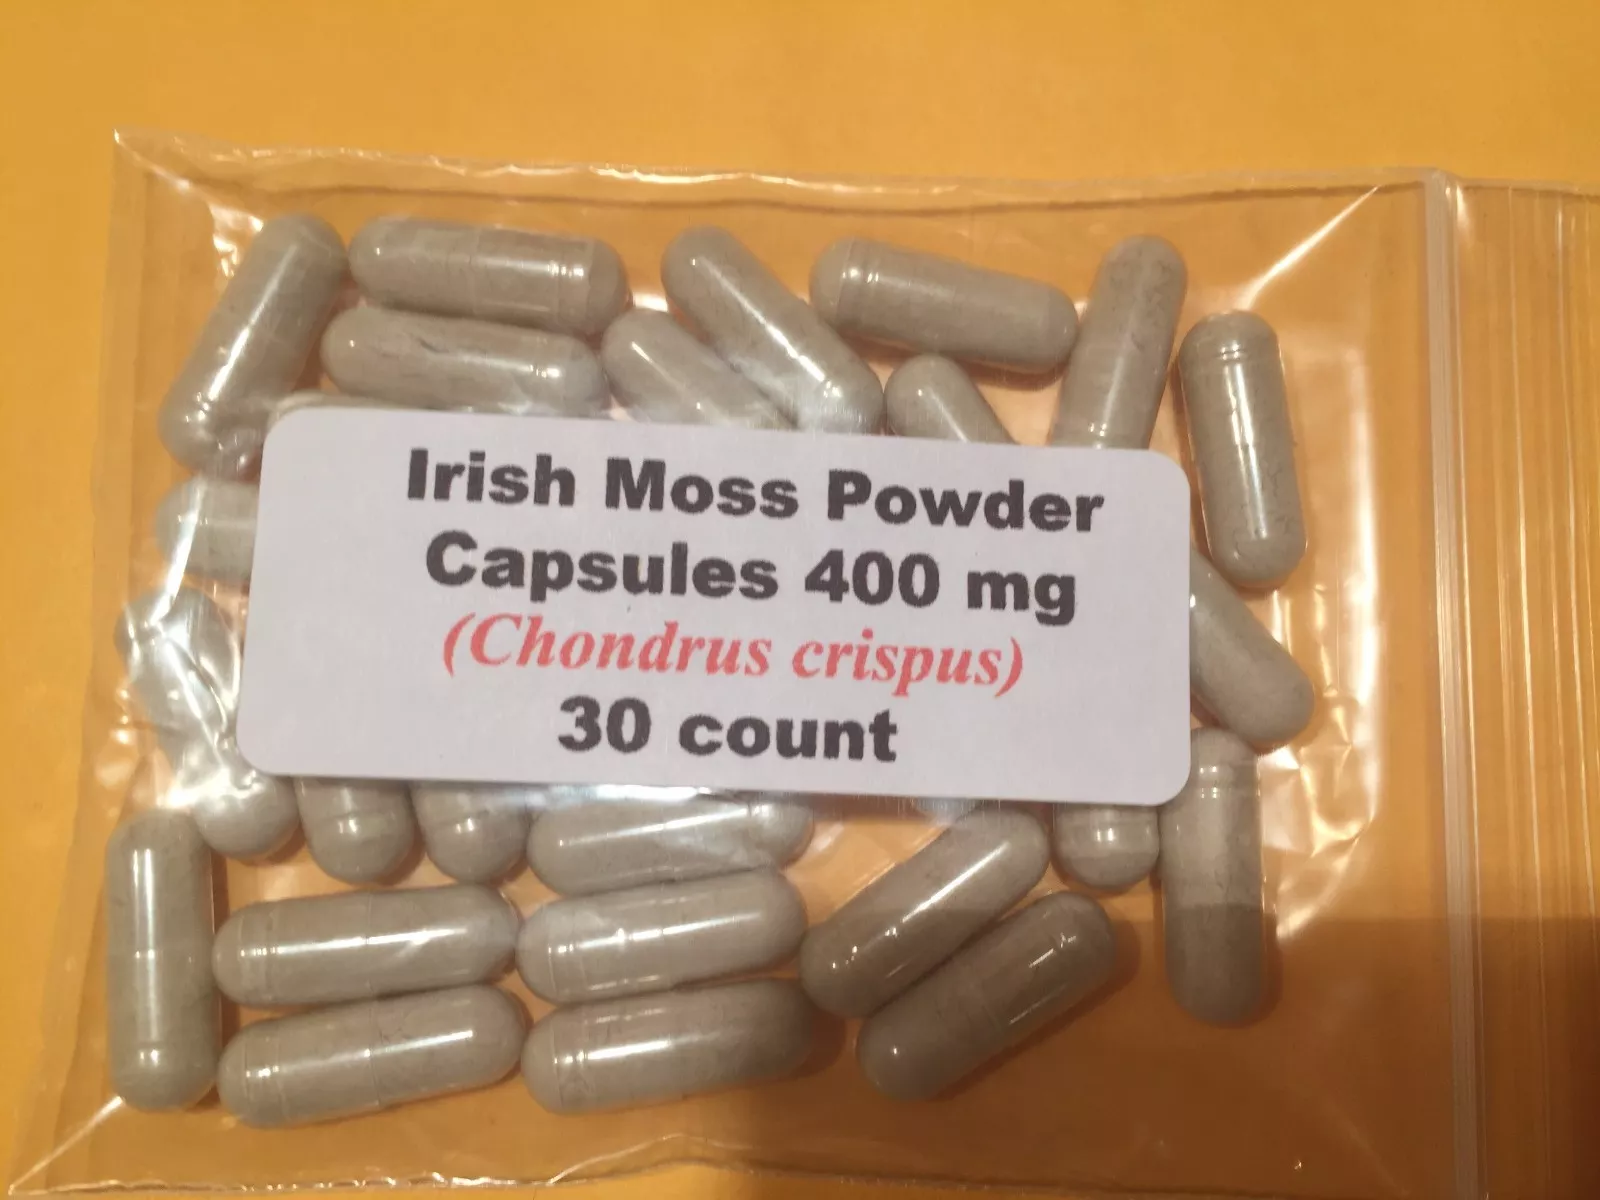 Irish Moss Powder
Capsules 400 mg
(Chondrus crispus)
30 count